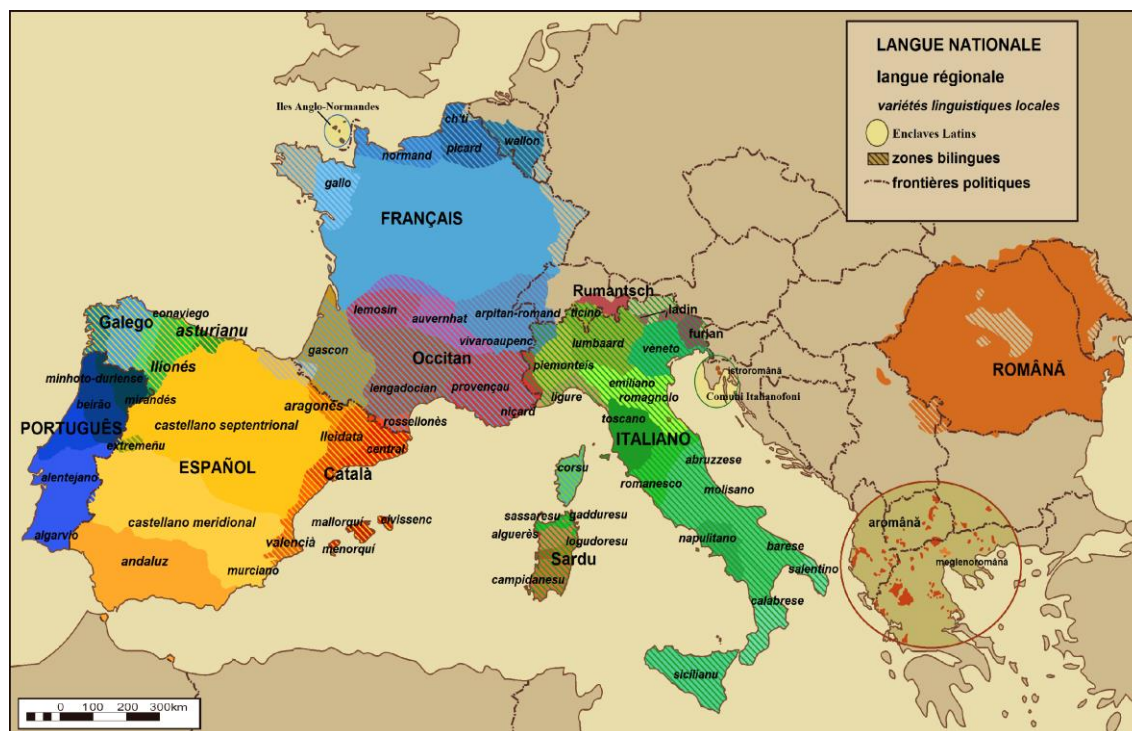 LANGUE NATIONALE
langue régionale
variétés linguistiques locales
Enclaves Latins
zones bilingues
frontières politiques
Iles Anglo-Normandes
ch'ti
normand
picard
wallon
gallo
FRANÇAIS
lemosin
auvernhat
arpitan-romand
vivaroaupenc
gascon
Occitan
lengadocian
provençau
niçard
Rumantsch
ticino
ladin
furlan
lumbaard
vèneto
piemonteis
ligure
emiliano
romagnolo
istroromână
Comuni Italianofoni
toscano
ITALIANO
romanesco
abruzzese
molisano
napulitano
barese
salentino
calabrese
sicilianu
corsu
sassaresu
gadduresu
alguerès
logudoresu
Sardu
campidanesu
Galego
eonaviego
asturianu
llionés
minhoto-duriense
mirandés
beirão
PORTUGUÊS
extremeñu
alentejano
algarvio
castellano septentrional
ESPAÑOL
castellano meridional
andaluz
murciano
aragonés
rossellonès
lleidatà
central
Català
mallorquí
eivissenc
menorquí
valencià
ROMÂNĂ
aromână
meglenoromână
0 100 200 300km